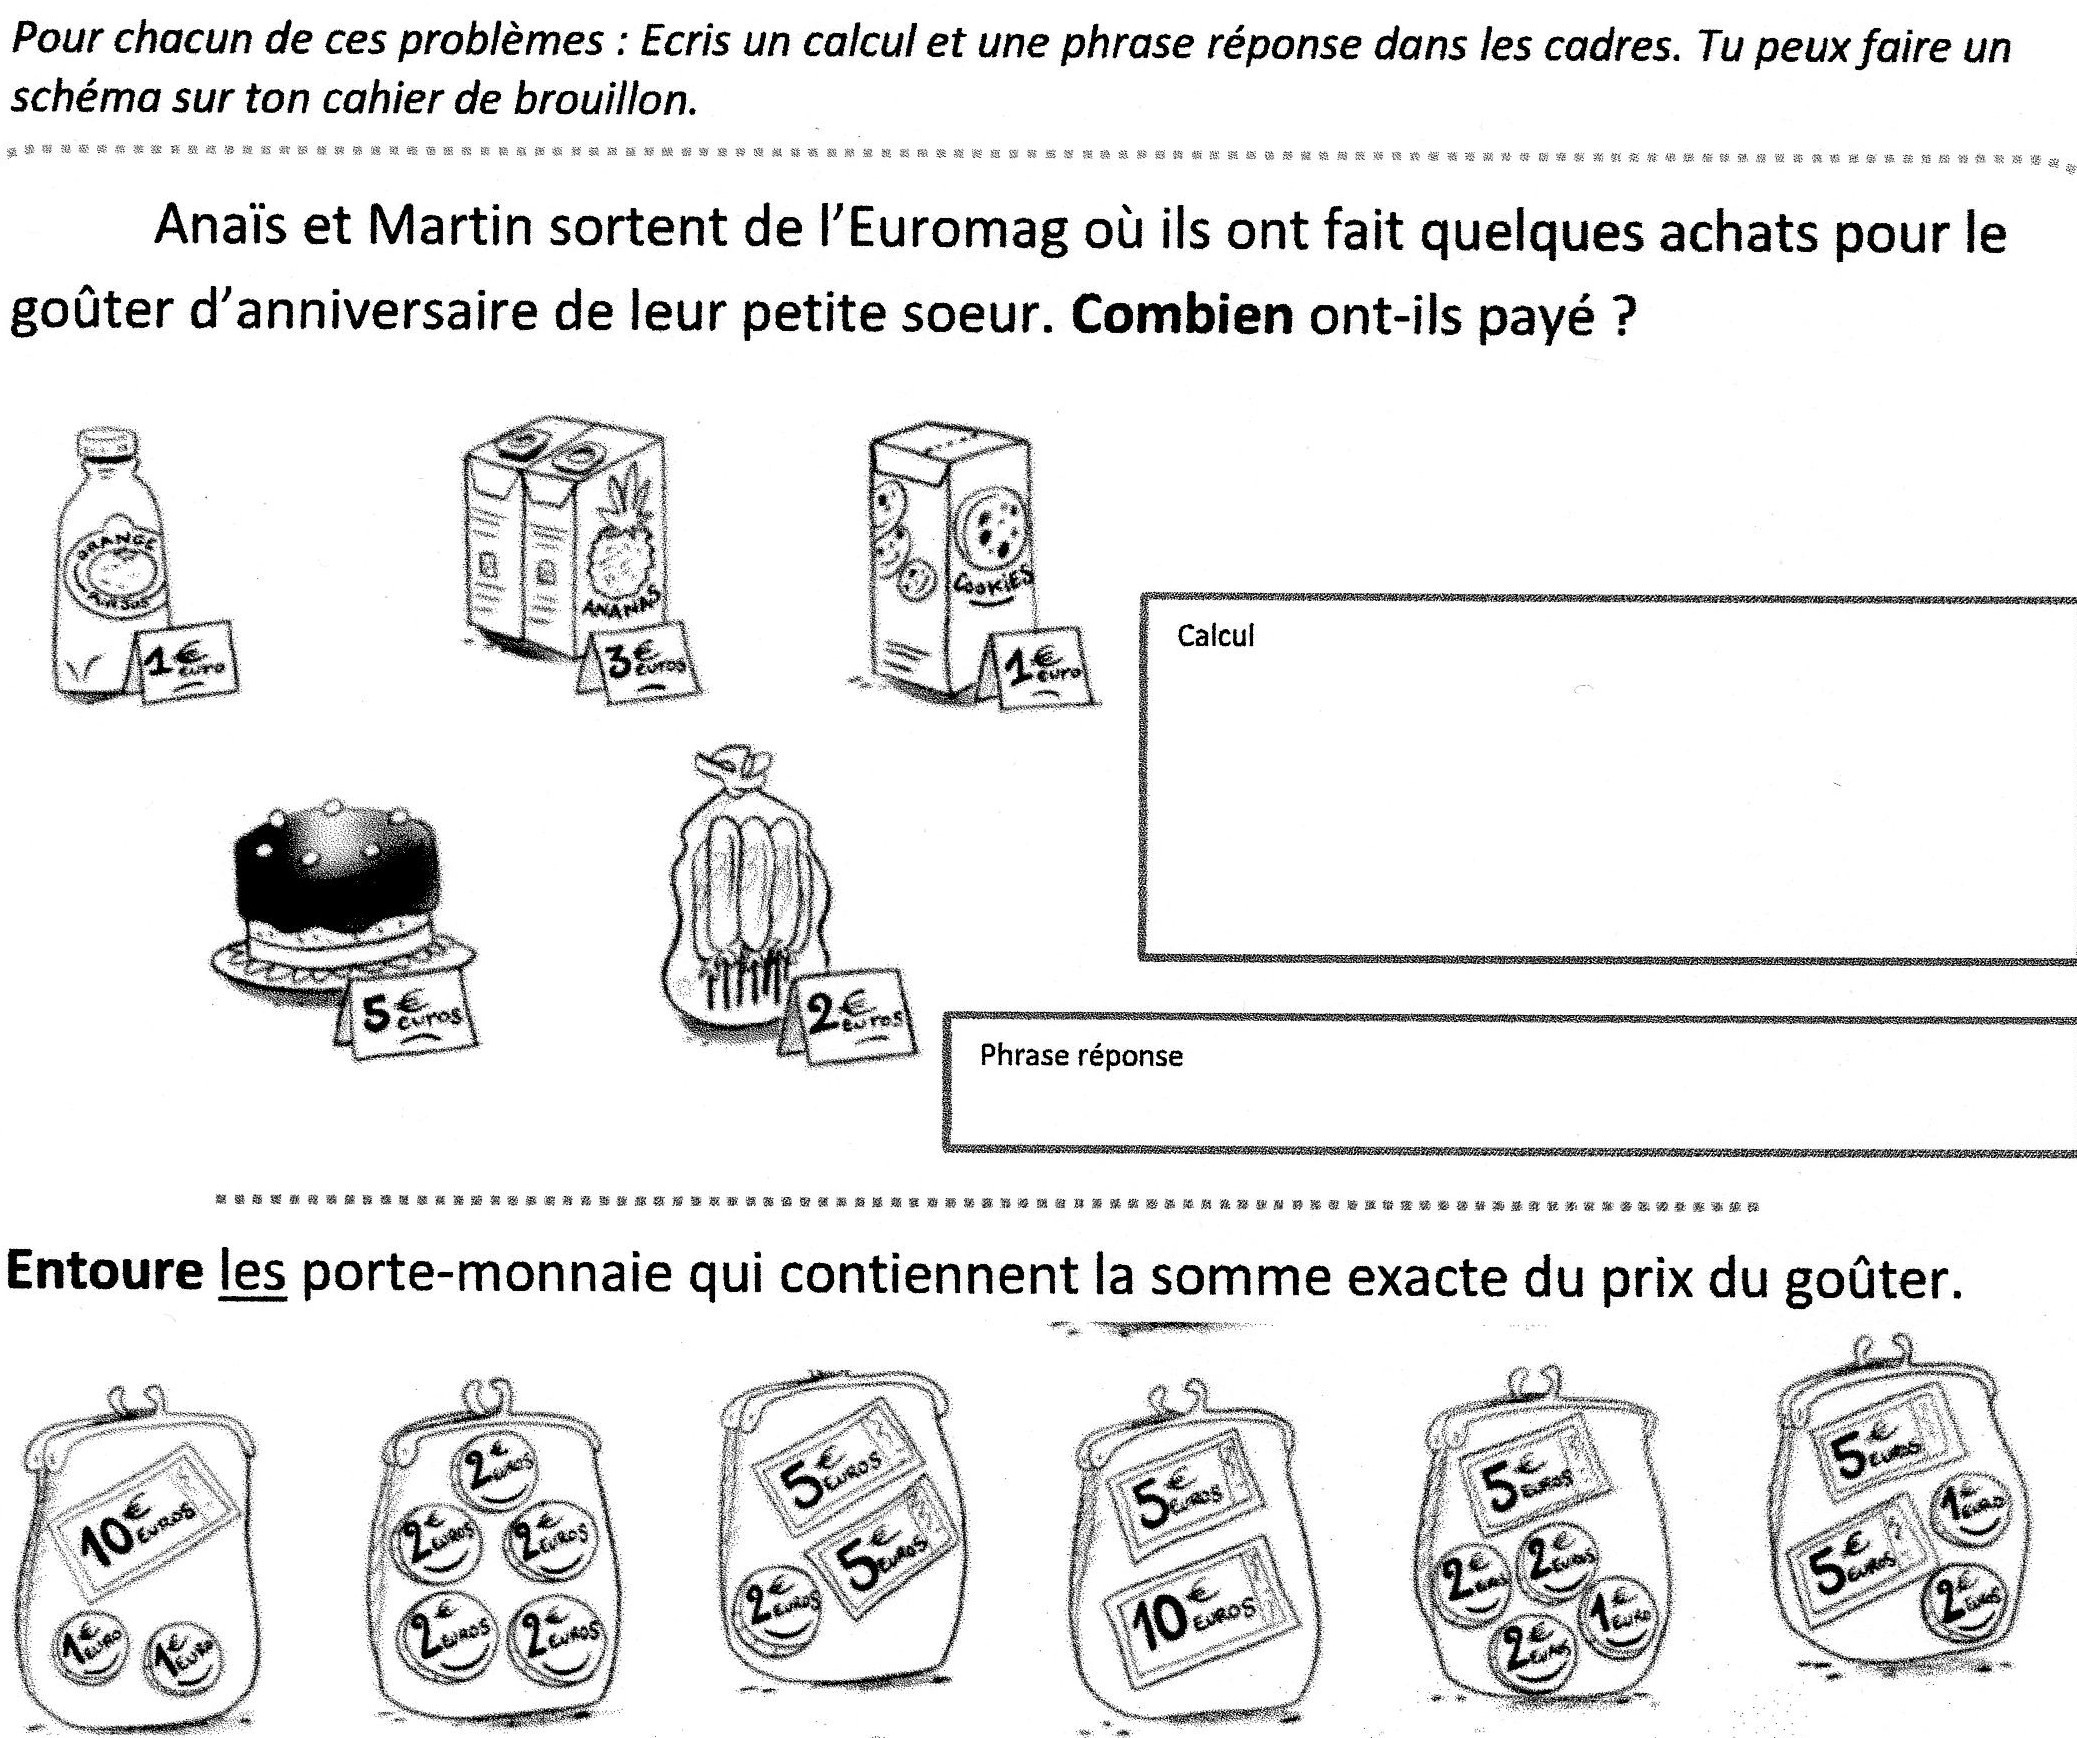 Pour chacun de ces problèmes : Ecris un calcul et une phrase réponse dans les cadres. Tu peux faire un
schéma sur ton cahier de brouillon.
Anaïs et Martin sortent de l'Euromag où ils ont fait quelques achats pour le
goûter d'anniversaire de leur petite soeur. Combien ont-ils payé ?
ORANGE
PUR JUS
1 € euro
ANANAS
3 € euros
COOKIES
1 € euro
Calcul
5 € euros
2 € euros
Phrase réponse
Entoure les porte-monnaie qui contiennent la somme exacte du prix du goûter.
10 € EUROS
1 € EURO
1 € EURO
2 € EUROS
2 € EUROS
2 € EUROS
2 € EUROS
2 € EUROS
5 € EUROS
5 € EUROS
2 € EUROS
5 € EUROS
10 € EUROS
5 € EUROS
2 € EUROS
2 € EUROS
1 € EURO
2 € EUROS
5 € EUROS
1 € EURO
5 € EUROS
2 € EUROS